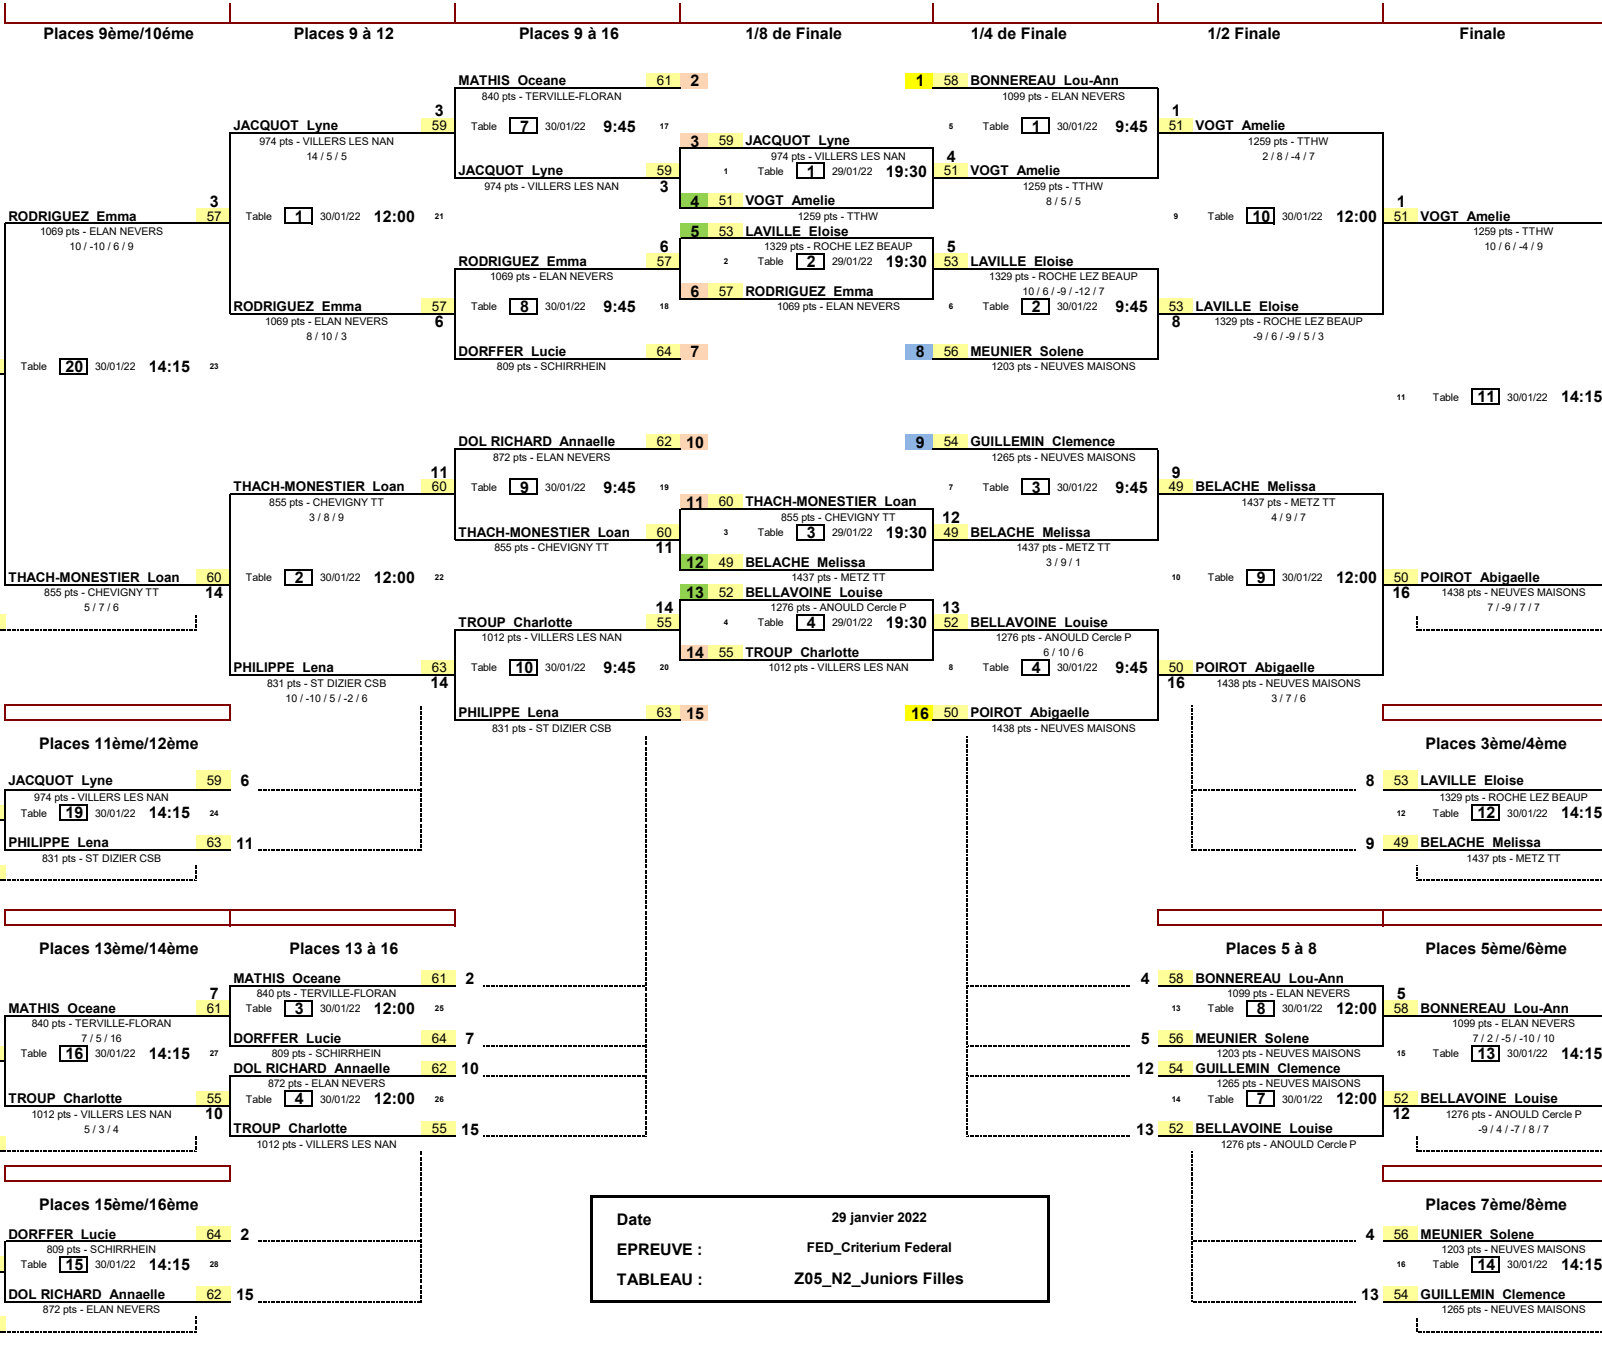 Places 9ème/10éme
Places 9 à 12
Places 9 à 16
1/8 de Finale
1/4 de Finale
1/2 Finale
Finale
RODRIGUEZ Emma 3 57
1069 pts - ELAN NEVERS
10 / -10 / 6 / 9
Table 20 30/01/22 14:15 23
THACH-MONESTIER Loan 60 14
855 pts - CHEVIGNY TT
5 / 7 / 6
3
JACQUOT Lyne 59
974 pts - VILLERS LES NAN
14 / 5 / 5
Table 1 30/01/22 12:00 21
RODRIGUEZ Emma 57
1069 pts - ELAN NEVERS 6
8 / 10 / 3
11
THACH-MONESTIER Loan 60
855 pts - CHEVIGNY TT
3 / 8 / 9
Table 2 30/01/22 12:00 22
PHILIPPE Lena 63
831 pts - ST DIZIER CSB 14
10 / -10 / 5 / -2 / 6
MATHIS Oceane 61 2
840 pts - TERVILLE-FLORAN
Table 7 30/01/22 9:45 17
JACQUOT Lyne 59
974 pts - VILLERS LES NAN 3
6
RODRIGUEZ Emma 57
1069 pts - ELAN NEVERS
Table 8 30/01/22 9:45 18
DORFFER Lucie 64 7
809 pts - SCHIRRHEIN
DOL RICHARD Annaelle 62 10
872 pts - ELAN NEVERS
Table 9 30/01/22 9:45 19
THACH-MONESTIER Loan 60
855 pts - CHEVIGNY TT 11
14
TROUP Charlotte 55
1012 pts - VILLERS LES NAN
Table 10 30/01/22 9:45 20
PHILIPPE Lena 63 15
831 pts - ST DIZIER CSB
3 59 JACQUOT Lyne
974 pts - VILLERS LES NAN
1 Table 1 29/01/22 19:30
4 51 VOGT Amelie
1259 pts - TTHW
5 53 LAVILLE Eloise
1329 pts - ROCHE LEZ BEAUP
2 Table 2 29/01/22 19:30
6 57 RODRIGUEZ Emma
1069 pts - ELAN NEVERS
11 60 THACH-MONESTIER Loan
855 pts - CHEVIGNY TT
3 Table 3 29/01/22 19:30
12 49 BELACHE Melissa
1437 pts - METZ TT
13 52 BELLAVOINE Louise
1276 pts - ANOULD Cercle P
4 Table 4 29/01/22 19:30
14 55 TROUP Charlotte
1012 pts - VILLERS LES NAN
1 58 BONNEREAU Lou-Ann
1099 pts - ELAN NEVERS
5 Table 1 30/01/22 9:45
4
51 VOGT Amelie
1259 pts - TTHW
8 / 5 / 5
5
53 LAVILLE Eloise
1329 pts - ROCHE LEZ BEAUP
10 / 6 / -9 / -12 / 7
6 Table 2 30/01/22 9:45
8 56 MEUNIER Solene
1203 pts - NEUVES MAISONS
9 54 GUILLEMIN Clemence
1265 pts - NEUVES MAISONS
7 Table 3 30/01/22 9:45
12
49 BELACHE Melissa
1437 pts - METZ TT
3 / 9 / 1
13
52 BELLAVOINE Louise
1276 pts - ANOULD Cercle P
6 / 10 / 6
8 Table 4 30/01/22 9:45
16 50 POIROT Abigaelle
1438 pts - NEUVES MAISONS
1
51 VOGT Amelie
1259 pts - TTHW
2 / 8 / -4 / 7
9 Table 10 30/01/22 12:00
53 LAVILLE Eloise
8 1329 pts - ROCHE LEZ BEAUP
-9 / 6 / -9 / 5 / 3
9
49 BELACHE Melissa
1437 pts - METZ TT
4 / 9 / 7
10 Table 9 30/01/22 12:00
50 POIROT Abigaelle
16 1438 pts - NEUVES MAISONS
3 / 7 / 6
1
51 VOGT Amelie
1259 pts - TTHW
10 / 6 / -4 / 9
11 Table 11 30/01/22 14:15
50 POIROT Abigaelle
16 1438 pts - NEUVES MAISONS
7 / -9 / 7 / 7
Places 11ème/12ème
JACQUOT Lyne 59 6
974 pts - VILLERS LES NAN
Table 19 30/01/22 14:15 24
PHILIPPE Lena 63 11
831 pts - ST DIZIER CSB
Places 3ème/4ème
8 53 LAVILLE Eloise
1329 pts - ROCHE LEZ BEAUP
12 Table 12 30/01/22 14:15
9 49 BELACHE Melissa
1437 pts - METZ TT
Places 13ème/14ème
Places 13 à 16
7
MATHIS Oceane 61
840 pts - TERVILLE-FLORAN
7 / 5 / 16
Table 16 30/01/22 14:15 27
TROUP Charlotte 55
1012 pts - VILLERS LES NAN 10
5 / 3 / 4
MATHIS Oceane 61 2
840 pts - TERVILLE-FLORAN
Table 3 30/01/22 12:00 25
DORFFER Lucie 64 7
809 pts - SCHIRRHEIN
DOL RICHARD Annaelle 62 10
872 pts - ELAN NEVERS
Table 4 30/01/22 12:00 26
TROUP Charlotte 55 15
1012 pts - VILLERS LES NAN
Places 5 à 8
Places 5ème/6ème
4 58 BONNEREAU Lou-Ann
1099 pts - ELAN NEVERS
13 Table 8 30/01/22 12:00
5 56 MEUNIER Solene
1203 pts - NEUVES MAISONS
12 54 GUILLEMIN Clemence
1265 pts - NEUVES MAISONS
14 Table 7 30/01/22 12:00
13 52 BELLAVOINE Louise
1276 pts - ANOULD Cercle P
5
58 BONNEREAU Lou-Ann
1099 pts - ELAN NEVERS
7 / 2 / -5 / -10 / 10
15 Table 13 30/01/22 14:15
52 BELLAVOINE Louise
12 1276 pts - ANOULD Cercle P
-9 / 4 / -7 / 8 / 7
Places 15ème/16ème
DORFFER Lucie 64 2
809 pts - SCHIRRHEIN
Table 15 30/01/22 14:15 28
DOL RICHARD Annaelle 62 15
872 pts - ELAN NEVERS
Date 29 janvier 2022
EPREUVE : FED_Criterium Federal
TABLEAU : Z05_N2_Juniors Filles
Places 7ème/8ème
4 56 MEUNIER Solene
1203 pts - NEUVES MAISONS
16 Table 14 30/01/22 14:15
13 54 GUILLEMIN Clemence
1265 pts - NEUVES MAISONS